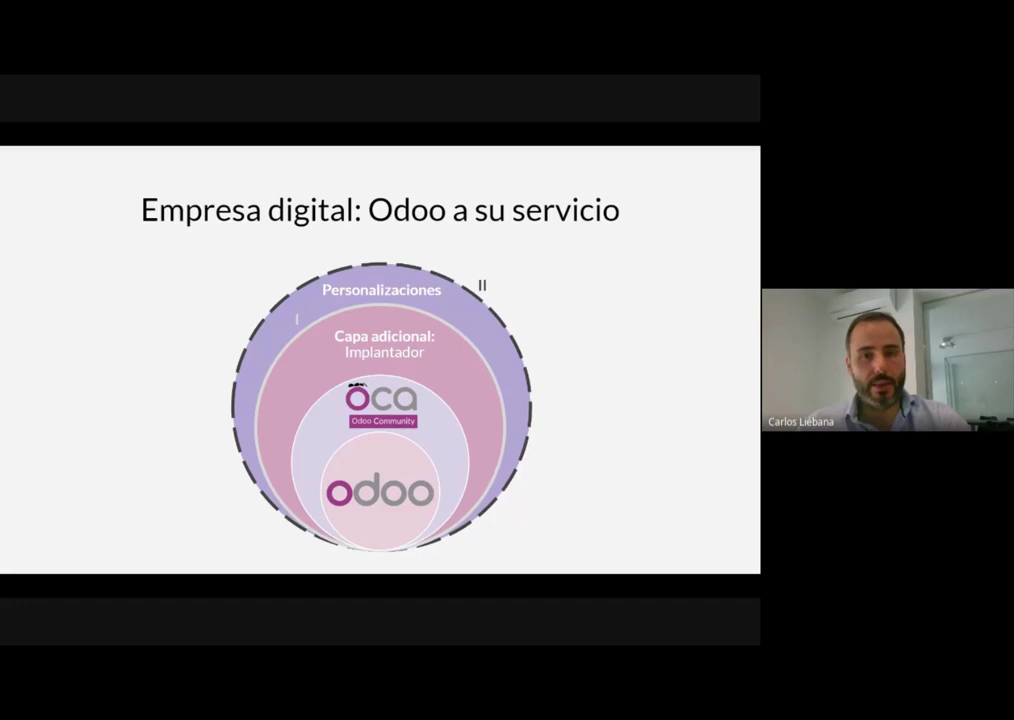 Empresa digital: Odoo a su servicio
II
Personalizaciones
I
Capa adicional:
Implantador
oca
Odoo Community
odoo
Carlos Liébana